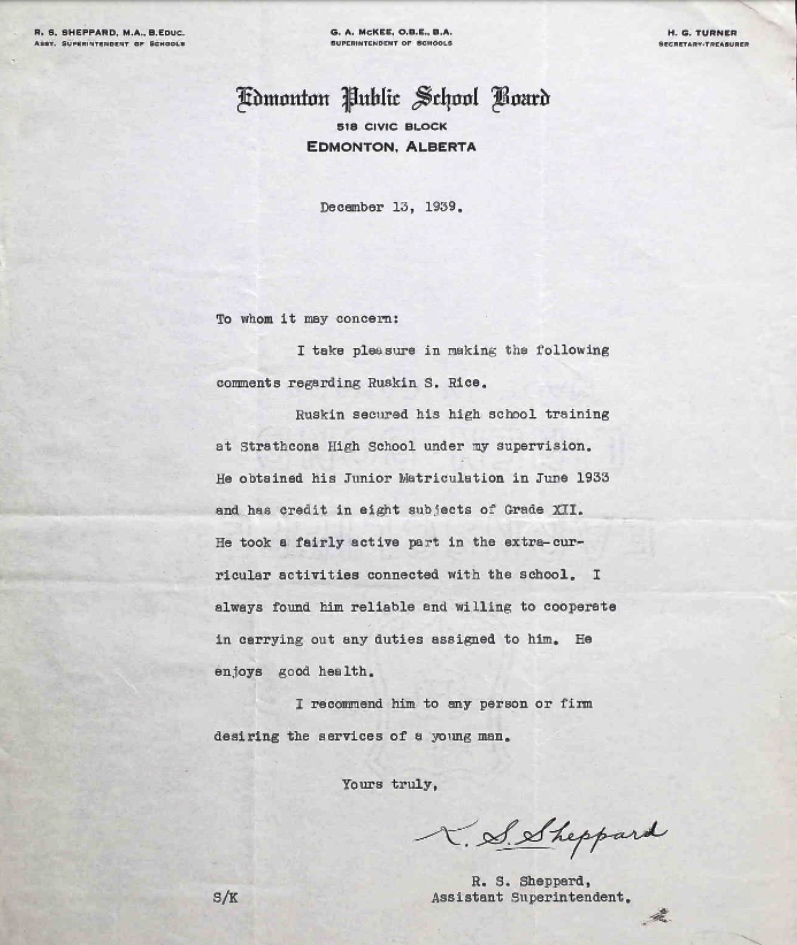 R. S. SHEPPARD, M.A., B.EDUC.
ASST. SUPERINTENDENT OF SCHOOLS
G. A. McKEE, O.B.E., B.A.
SUPERINTENDENT OF SCHOOLS
H. G. TURNER
SECRETARY-TREASURER
Edmonton Public School Board
518 CIVIC BLOCK
EDMONTON, ALBERTA
December 13, 1939.
To whom it may concern:
I take pleasure in making the following
comments regarding Ruskin S. Rice.
Ruskin secured his high school training
at Strathcona High School under my supervision.
He obtained his Junior Matriculation in June 1933
and has credit in eight subjects of Grade XII.
He took a fairly active part in the extra-cur-
ricular activities connected with the school. I
always found him reliable and willing to cooperate
in carrying out any duties assigned to him. He
enjoys good health.
I recommend him to any person or firm
desiring the services of a young man.
Yours truly,
R. S. Sheppard
R. S. Sheppard,
S/K Assistant Superintendent.